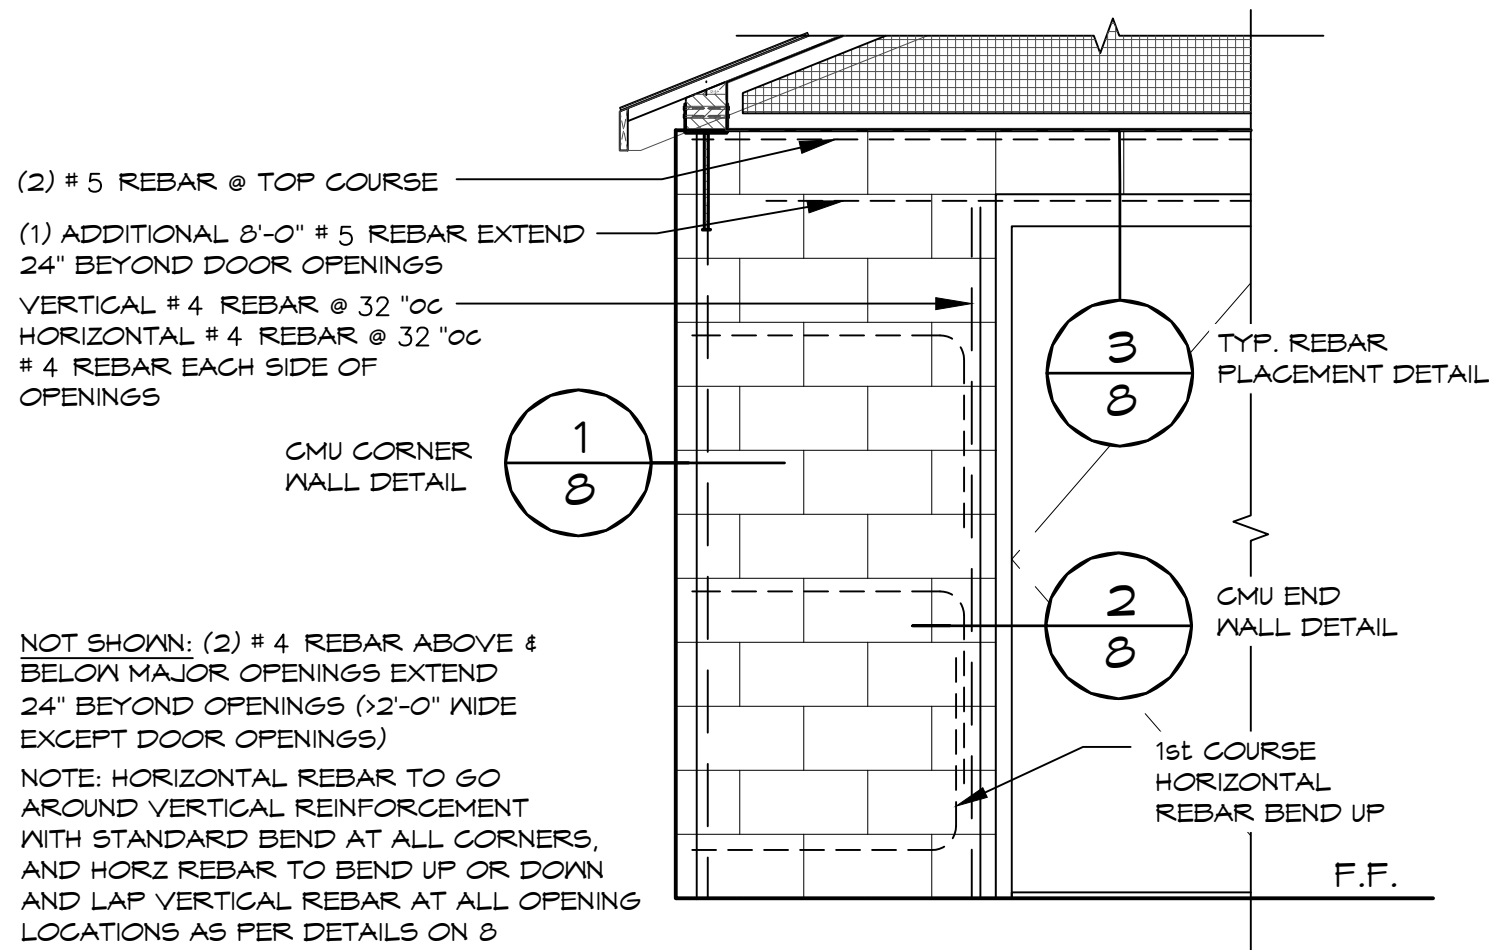 (2) # 5 REBAR @ TOP COURSE
(1) ADDITIONAL 8'-0" # 5 REBAR EXTEND
24" BEYOND DOOR OPENINGS
VERTICAL # 4 REBAR @ 32 "oc
HORIZONTAL # 4 REBAR @ 32 "oc
# 4 REBAR EACH SIDE OF
OPENINGS
3
8
TYP. REBAR
PLACEMENT DETAIL
CMU CORNER
WALL DETAIL
1
8
2
8
CMU END
WALL DETAIL
NOT SHOWN: (2) # 4 REBAR ABOVE &
BELOW MAJOR OPENINGS EXTEND
24" BEYOND OPENINGS (>2'-0" WIDE
EXCEPT DOOR OPENINGS)
NOTE: HORIZONTAL REBAR TO GO
AROUND VERTICAL REINFORCEMENT
WITH STANDARD BEND AT ALL CORNERS,
AND HORZ REBAR TO BEND UP OR DOWN
AND LAP VERTICAL REBAR AT ALL OPENING
LOCATIONS AS PER DETAILS ON 8
1st COURSE
HORIZONTAL
REBAR BEND UP
F.F.